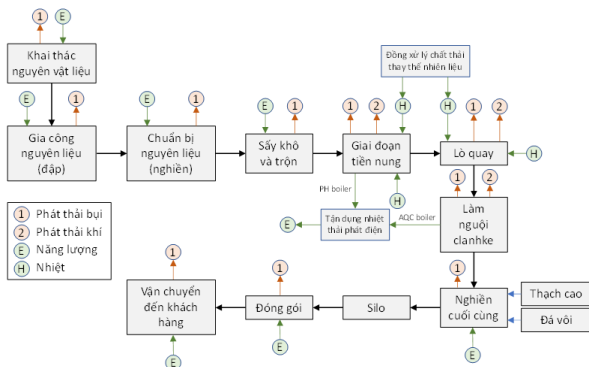 1
E
Khai thác
nguyên vật liệu
Đồng xử lý chất thải
thay thế nhiên liệu
E
1
E
1
E
1
1
2
H
H
1
2
Gia công
nguyên liệu
(đập)
Chuẩn bị
nguyên liệu
(nghiền)
Sấy khô
và trộn
Giai đoạn
tiền nung
Lò quay
H
PH boiler
H
1
2
1 Phát thải bụi
2 Phát thải khí
E Năng lượng
H Nhiệt
E
Tận dụng nhiệt
thải phát điện
AQC boiler
Làm
nguội
clanhke
1
1
1
Vận chuyển
đến khách
hàng
Đóng gói
Silo
Nghiền
cuối cùng
Thạch cao
Đá vôi
E
E
E